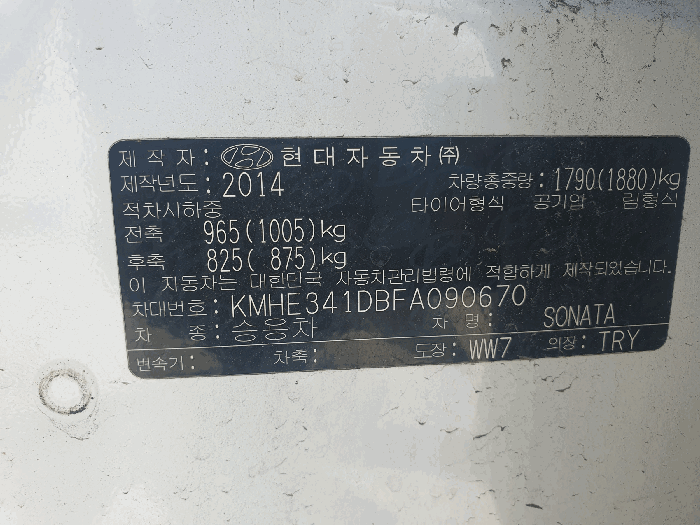 제작자: 현대자동차(주)
제작년도: 2014 차량총중량: 1790(1880)kg
적차시하중 타이어형식 공기압 림형식
전축 965(1005)kg
후축 825( 875)kg
이 자동차는 대한민국 자동차관리법령에 적합하게 제작되었음.
차대번호: KMHE341DBFA090670
차 종: 승용차 차 명: SONATA
변속기: 차축: 도장: WW7 의장: TRY